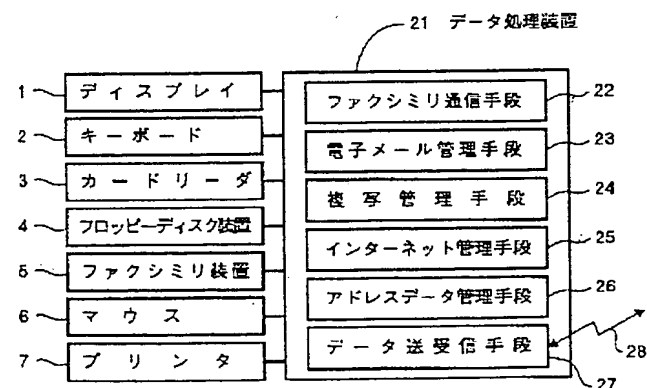 21 データ処理装置
1 ディスプレイ
2 キーボード
3 カードリーダ
4 フロッピーディスク装置
5 ファクシミリ装置
6 マウス
7 プリンタ
ファクシミリ通信手段 22
電子メール管理手段 23
複写管理手段 24
インターネット管理手段 25
アドレスデータ管理手段 26
データ送受信手段 27
28